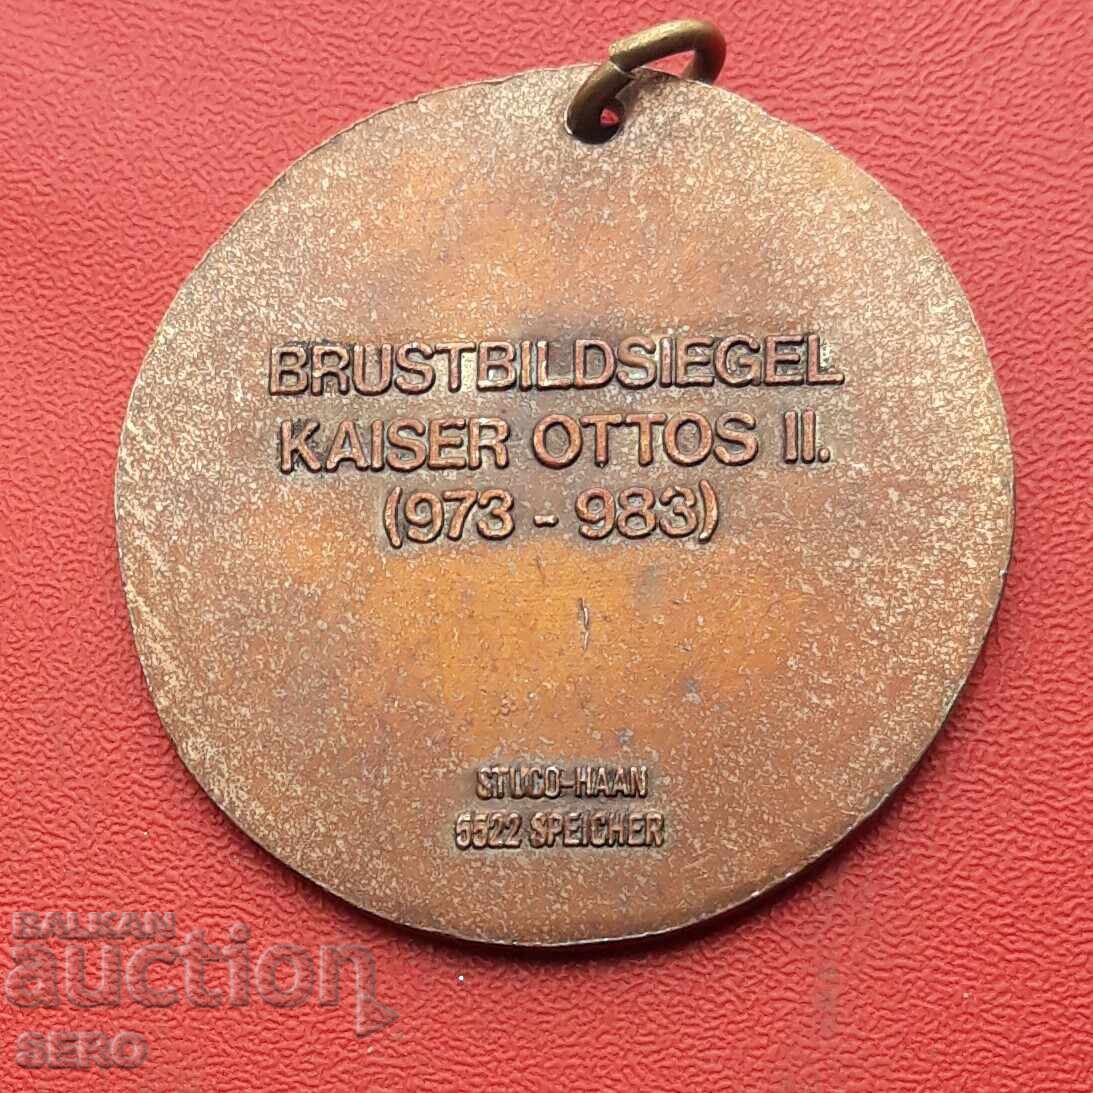 BRUSTBILDSIEGEL
KAISER OTTOS II.
(973 - 983)
STUCO-HAAN
5522 SPEICHER
BALKAN
auction
SERO